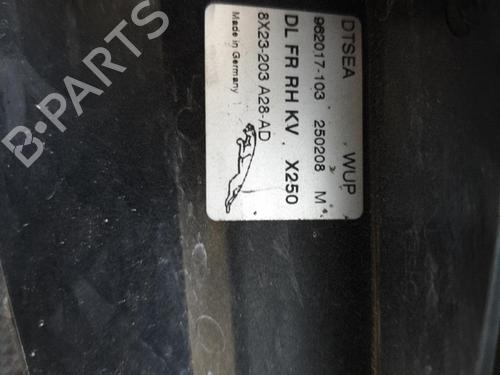 DTSEA . WUP
962017-103 250208 M
DL FR RH KV . X250
8X23-203 A28-AD
Made in Germany
B-PARTS